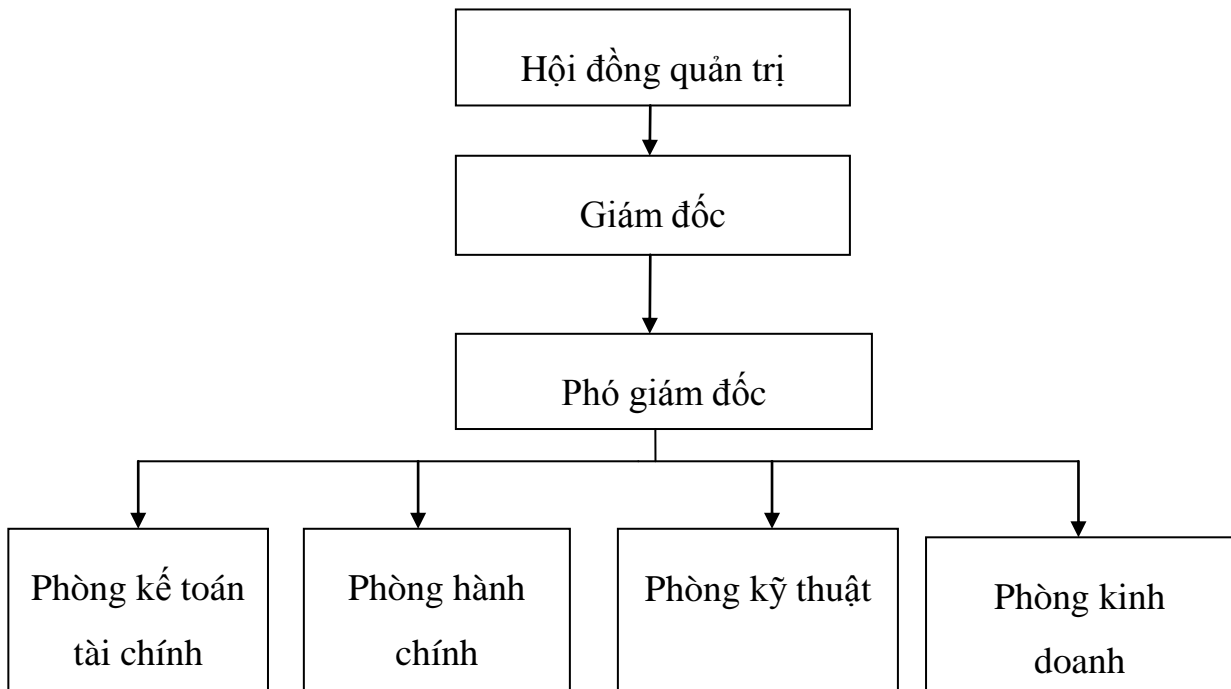 Hội đồng quản trị
Giám đốc
Phó giám đốc
Phòng kế toán
tài chính
Phòng hành
chính
Phòng kỹ thuật
Phòng kinh
doanh